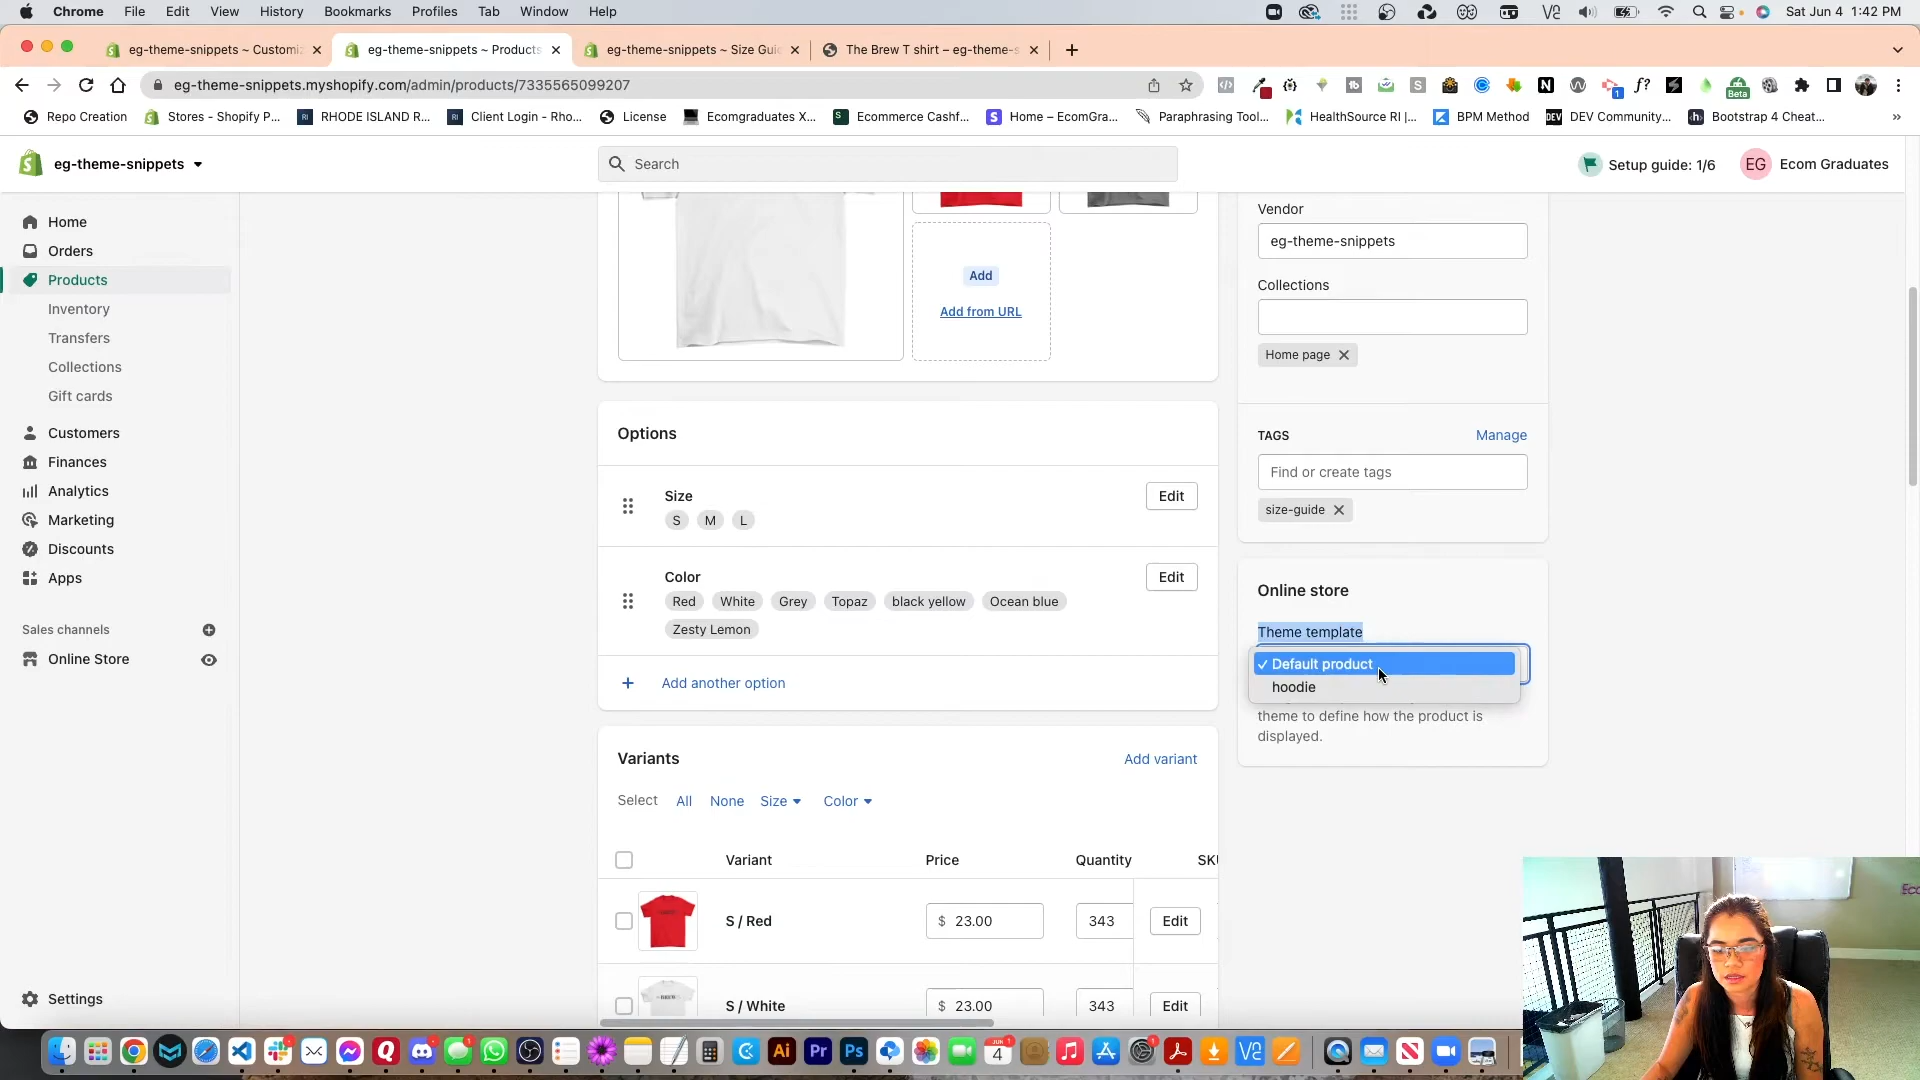 Chrome File Edit View History Bookmarks Profiles Tab Window Help Sat Jun 4 1:42 PM
eg-theme-snippets ~ Customi eg-theme-snippets ~ Products eg-theme-snippets ~ Size Gui The Brew T shirt – eg-theme-s
eg-theme-snippets.myshopify.com/admin/products/7335565099207
Repo Creation Stores - Shopify P... RHODE ISLAND R... Client Login - Rho... License Ecomgraduates X... Ecommerce Cashf... Home – EcomGra... Paraphrasing Tool... HealthSource RI |... BPM Method DEV Community... Bootstrap 4 Cheat...
eg-theme-snippets
Search
Setup guide: 1/6
EG
Ecom Graduates
Home
Orders
Products
Inventory
Transfers
Collections
Gift cards
Customers
Finances
Analytics
Marketing
Discounts
Apps
Sales channels
Online Store
Settings
Add
Add from URL
Options
Size
Edit
S M L
Color
Edit
Red White Grey Topaz black yellow Ocean blue
Zesty Lemon
+ Add another option
Variants
Add variant
Select All None Size Color
Variant Price Quantity SKU
S / Red $ 23.00 343 Edit
S / White $ 23.00 343 Edit
Vendor
eg-theme-snippets
Collections
Home page
TAGS
Manage
Find or create tags
size-guide
Online store
Theme template
✓ Default product
hoodie
theme to define how the product is
displayed.